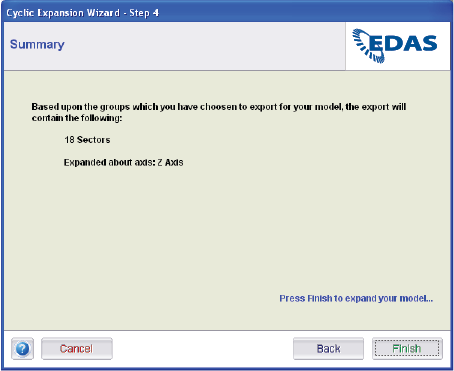 Cyclic Expansion Wizard - Step 4
Summary
EDAS
Based upon the groups which you have choosen to export for your model, the export will
contain the following:
18 Sectors
Expanded about axis: Z Axis
Press Finish to expand your model...
?
Cancel
Back
Finish